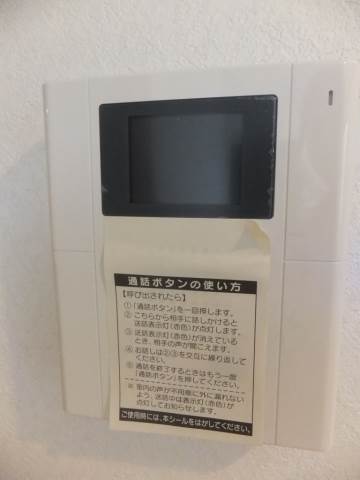 通話ボタンの使い方
【呼び出されたら】
①「通話ボタン」を一回押します。
②こちらから相手に話しかけると
送話表示灯(赤色)が点灯します。
③送話表示灯(赤色)が消えている
とき、相手の声が聞こえます。
④お話しは②③を交互に繰り返して
ください。
⑤通話を終了するときはもう一度
「通話ボタン」を押してください。
※室内の声が不用意に外に漏れない
よう、送話中は表示灯(赤色)が
点灯してお知らせします。
ご使用時には、本シールをはがしてください。